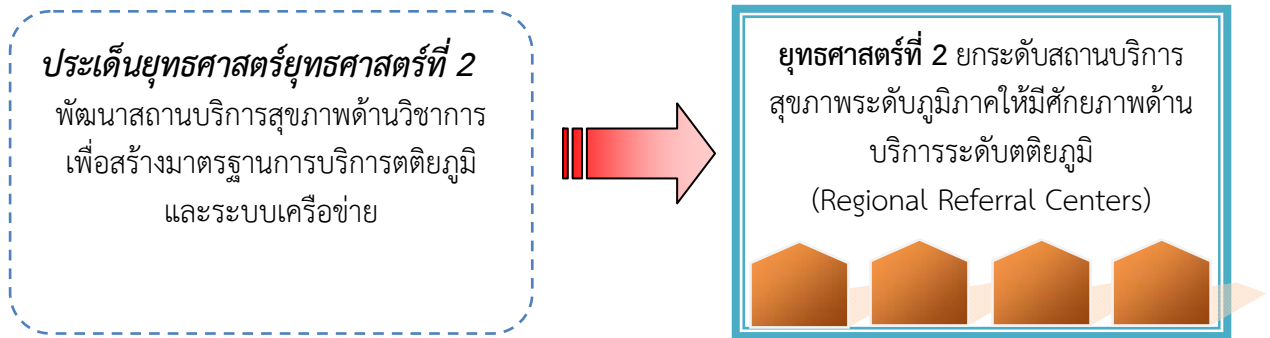 ประเด็นยุทธศาสตร์ยุทธศาสตร์ที่ 2
พัฒนาสถานบริการสุขภาพด้านวิชาการ
เพื่อสร้างมาตรฐานการบริการตติยภูมิ
และระบบเครือข่าย
ยุทธศาสตร์ที่ 2 ยกระดับสถานบริการ
สุขภาพระดับภูมิภาคให้มีศักยภาพด้าน
บริการระดับตติยภูมิ
(Regional Referral Centers)